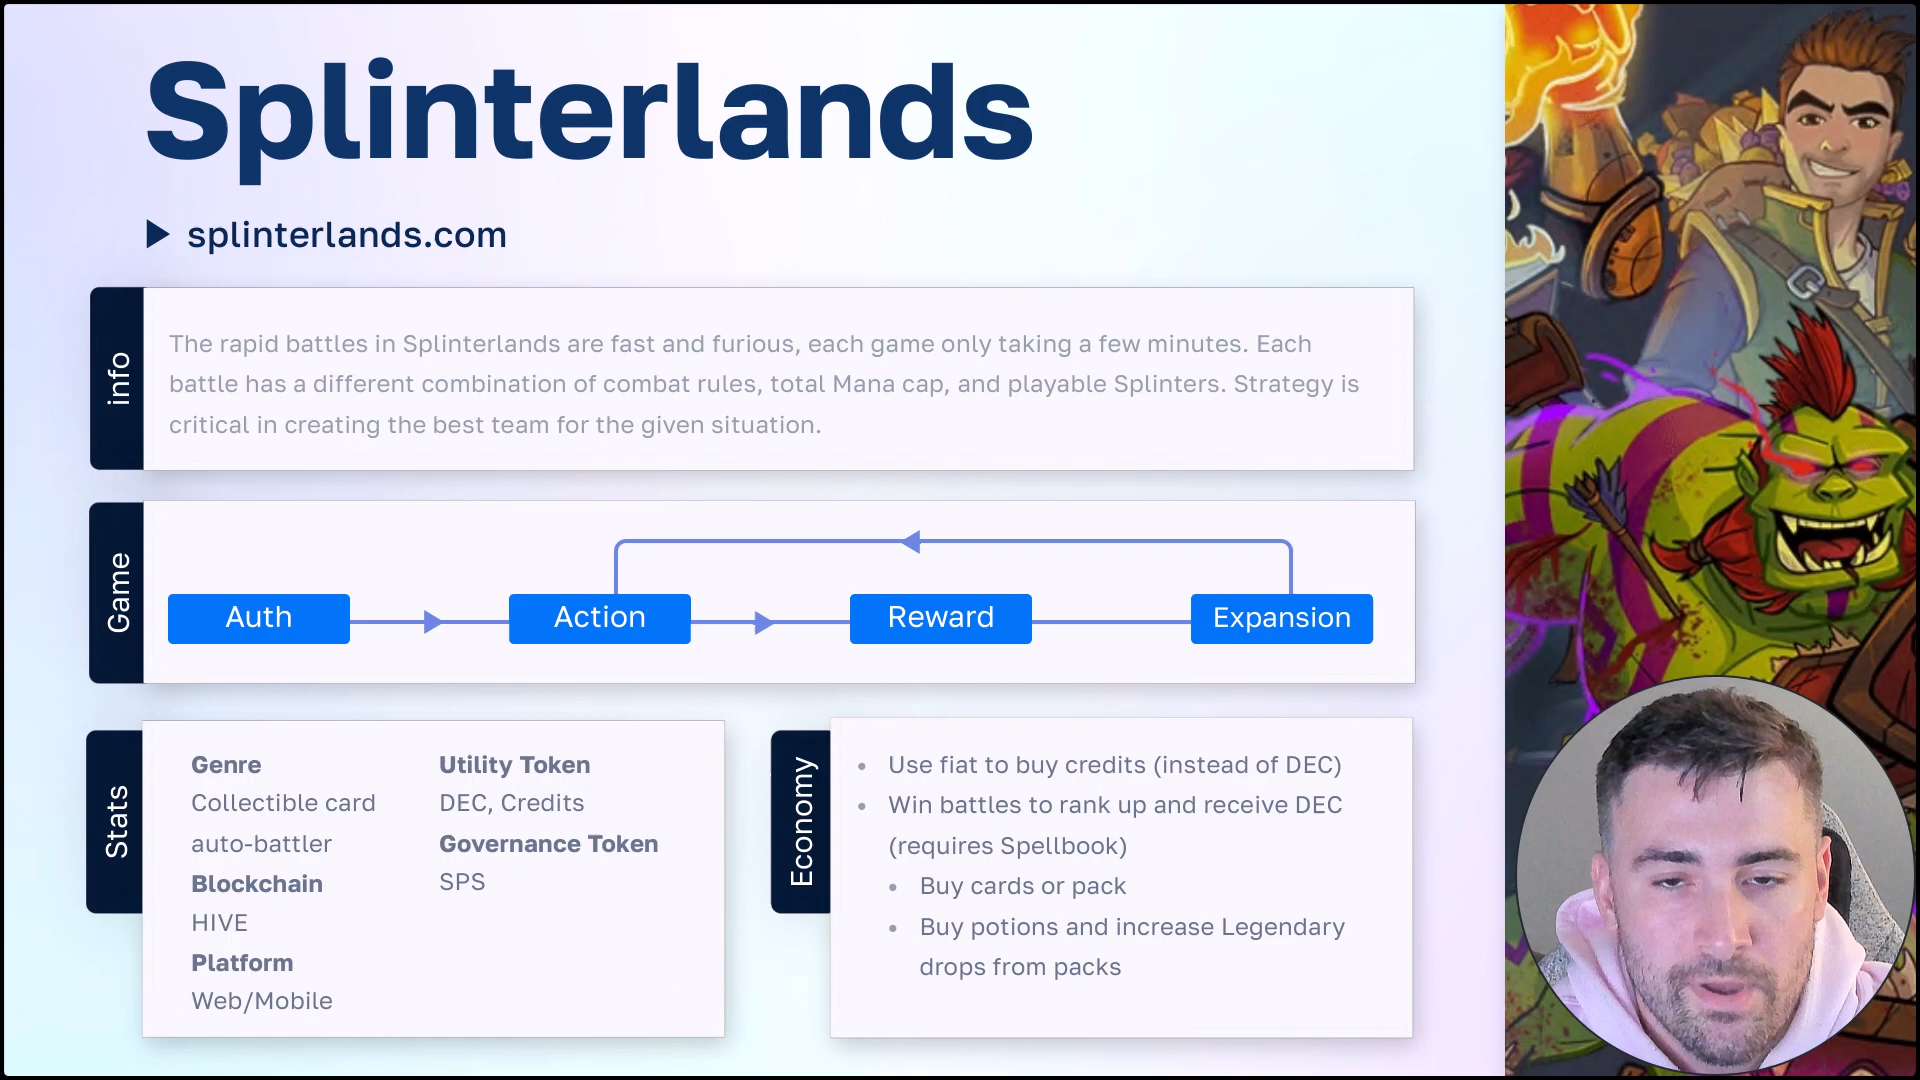 Splinterlands
splinterlands.com
info
The rapid battles in Splinterlands are fast and furious, each game only taking a few minutes. Each
battle has a different combination of combat rules, total Mana cap, and playable Splinters. Strategy is
critical in creating the best team for the given situation.
Game
Auth
Action
Reward
Expansion
Stats
Genre
Collectible card
auto-battler
Blockchain
HIVE
Platform
Web/Mobile
Utility Token
DEC, Credits
Governance Token
SPS
Economy
• Use fiat to buy credits (instead of DEC)
• Win battles to rank up and receive DEC
(requires Spellbook)
• Buy cards or pack
• Buy potions and increase Legendary
drops from packs